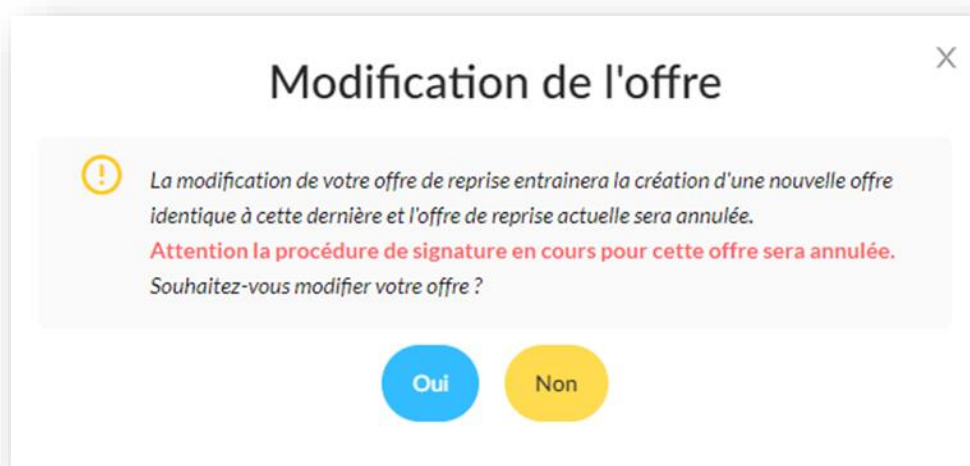 Modification de l'offre
La modification de votre offre de reprise entrainera la création d'une nouvelle offre
identique à cette dernière et l'offre de reprise actuelle sera annulée.
Attention la procédure de signature en cours pour cette offre sera annulée.
Souhaitez-vous modifier votre offre ?
Oui
Non